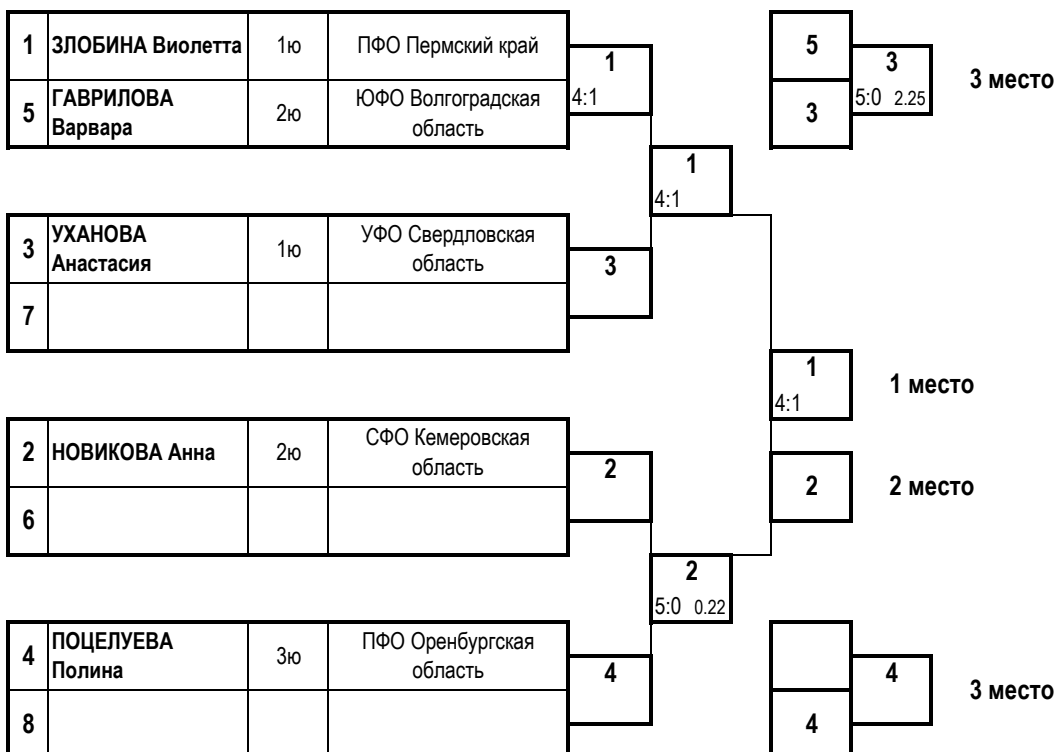 1 ЗЛОБИНА Виолетта 1ю ПФО Пермский край
5 ГАВРИЛОВА Варвара 2ю ЮФО Волгоградская область
1
4:1
5
3
3
5:0 2.25
3 место
1
4:1
3 УХАНОВА Анастасия 1ю УФО Свердловская область
7
3
1
4:1
1 место
2 НОВИКОВА Анна 2ю СФО Кемеровская область
6
2
2
2 место
2
5:0 0.22
4 ПОЦЕЛУЕВА Полина 3ю ПФО Оренбургская область
8
4
4
4
3 место